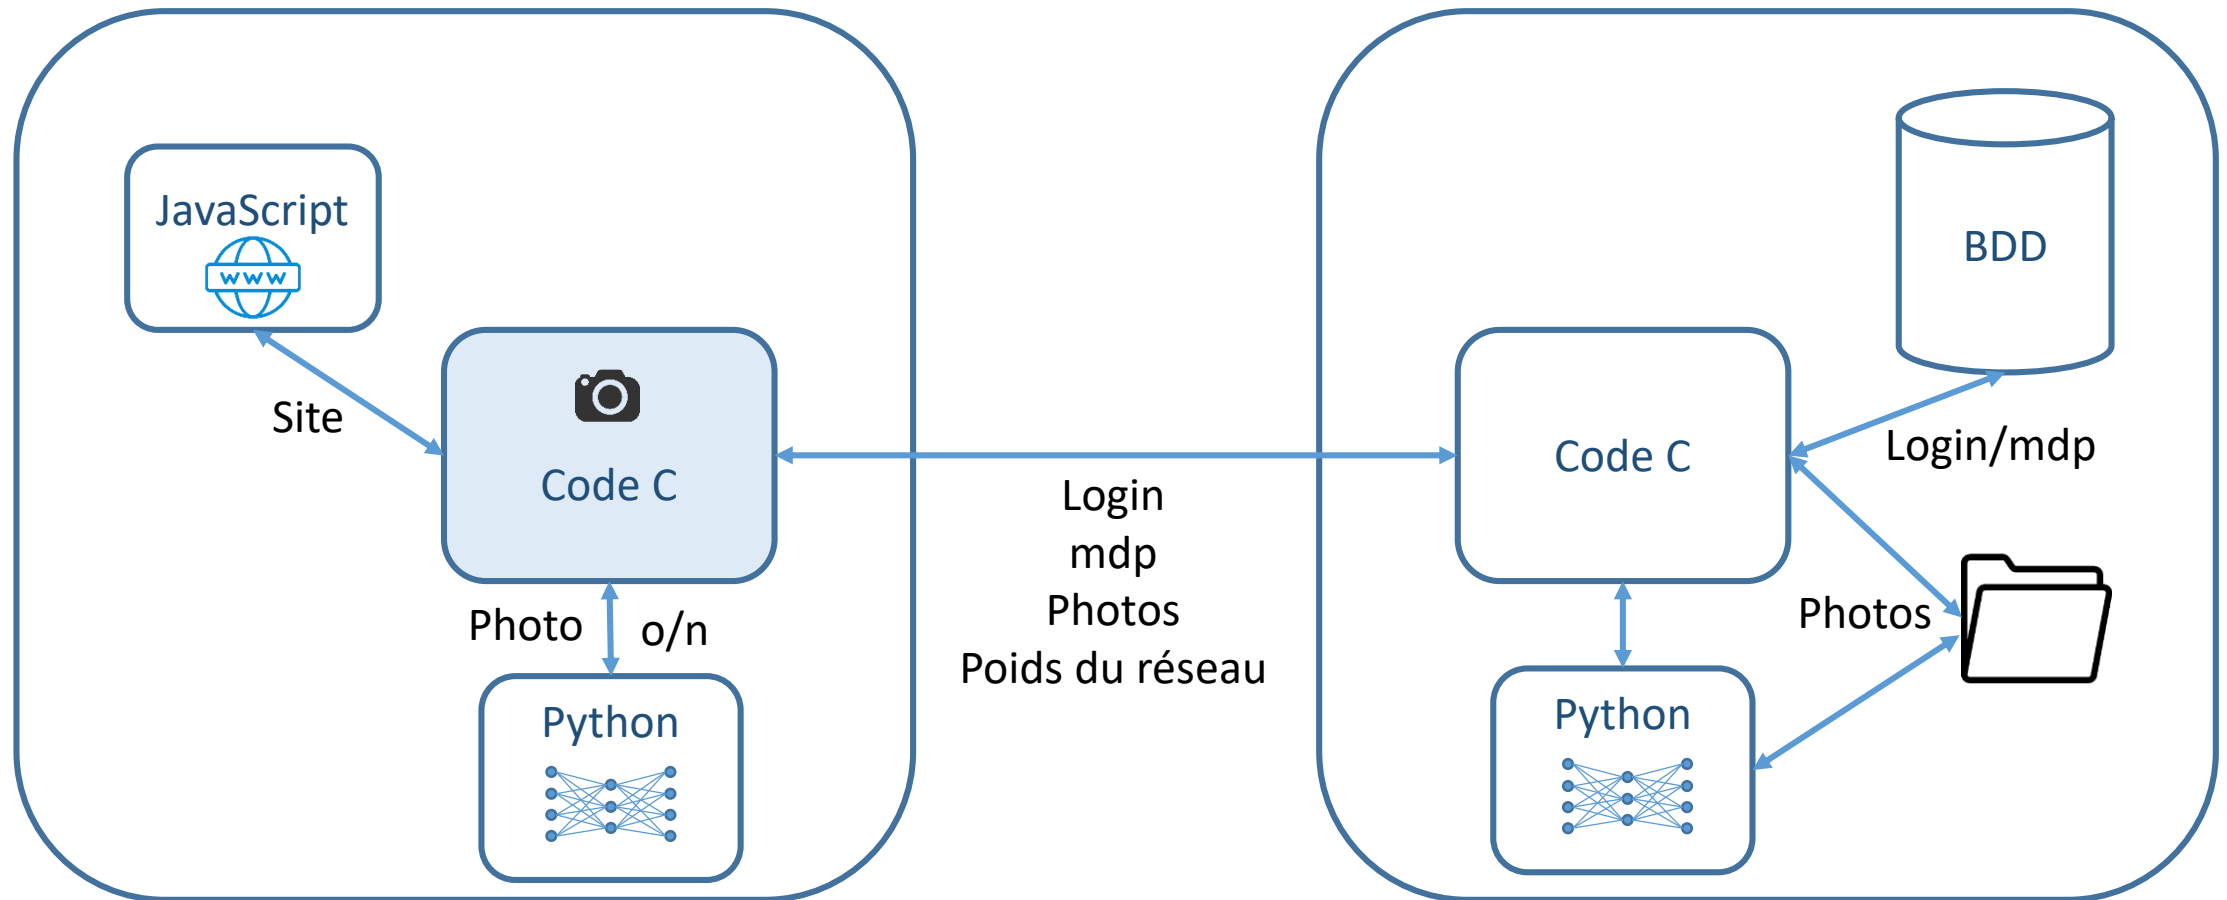 JavaScript
WWW
Site
Code C
Photo
o/n
Python
Login
mdp
Photos
Poids du réseau
BDD
Code C
Login/mdp
Photos
Python